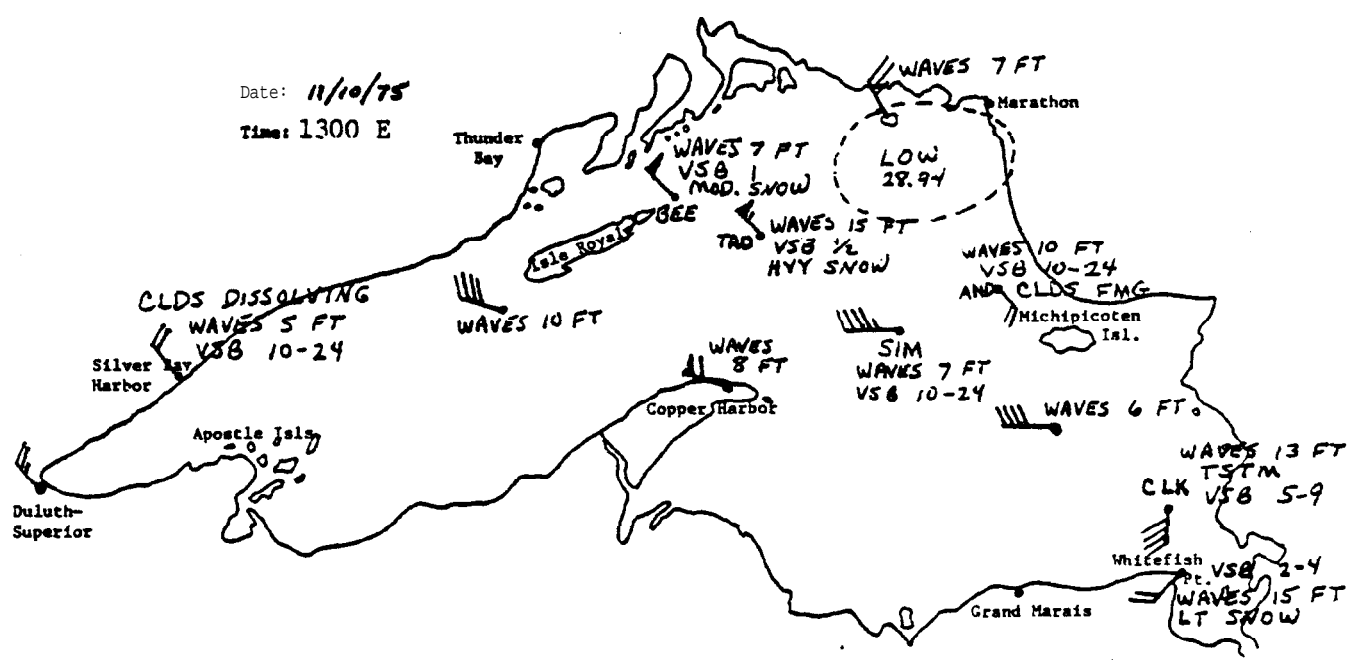 Date: 11/10/75
Time: 1300 E
WAVES 7 FT
Marathon
Thunder
Bay
LOW
28.94
WAVES 7 FT
VSB 1
MOD. SNOW
BEE
TAD
WAVES 15 FT
VSB 1/2
HVY SNOW
Isle Royal
WAVES 10 FT
VSB 10-24
AND CLDS FMG
Michipicoten
Isl.
CLDS DISSOLVING
WAVES 5 FT
VSB 10-24
Silver Bay
Harbor
WAVES 10 FT
SIM
WAVES 7 FT
VSB 10-24
WAVES
8 FT
Copper Harbor
WAVES 6 FT.
Apostle Isls
Duluth-
Superior
WAVES 13 FT
TSTM
VSB 5-9
CLK
Whitefish
Pt.
VSB 2-4
WAVES 15 FT
LT SNOW
Grand Marais